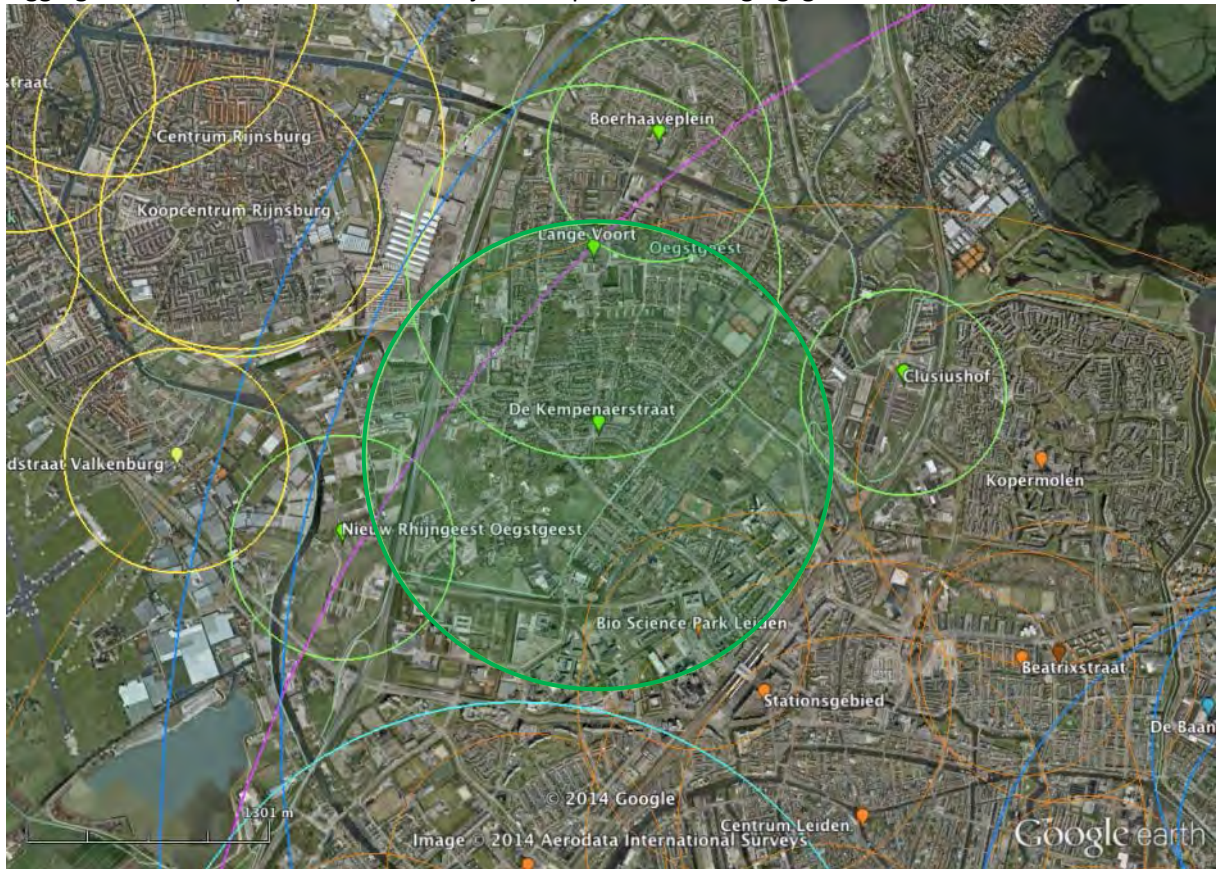 straat
Boerhaaveplein
Centrum Rijnsburg
Koopcentrum Rijnsburg
k
Lange Voort
Oegstgeest
Clusiushof
De Kempenaerstraat
dstraat Valkenburg
Kopermolen
Nieuw Rhijngeest Oegstgeest
Bio Science Park Leiden
Beatrixstraat
Stationsgebied
De Baan
© 2014 Google
1301 m
Centrum Leiden
Image © 2014 Aerodata International Surveys
Google earth